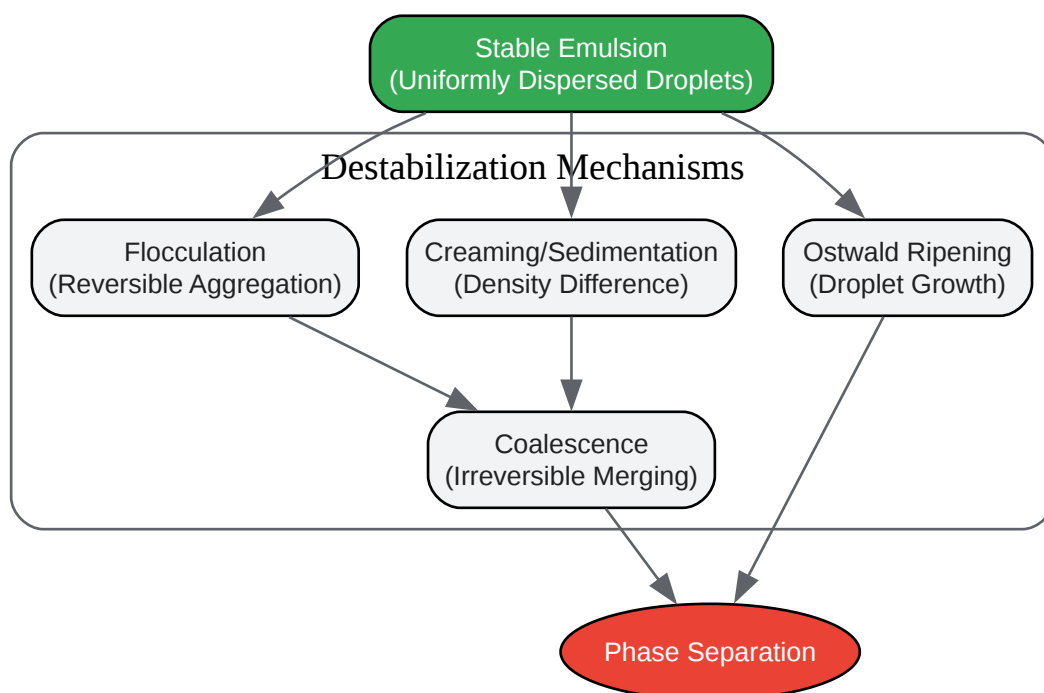 Stable Emulsion
(Uniformly Dispersed Droplets)
Destabilization Mechanisms
Flocculation
(Reversible Aggregation)
Creaming/Sedimentation
(Density Difference)
Ostwald Ripening
(Droplet Growth)
Coalescence
(Irreversible Merging)
Phase Separation